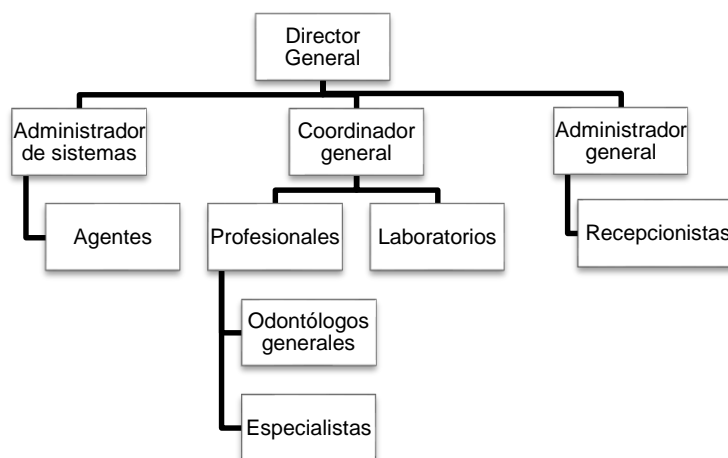 Director
General
Administrador
de sistemas
Coordinador
general
Administrador
general
Agentes
Profesionales
Laboratorios
Recepcionistas
Odontólogos
generales
Especialistas